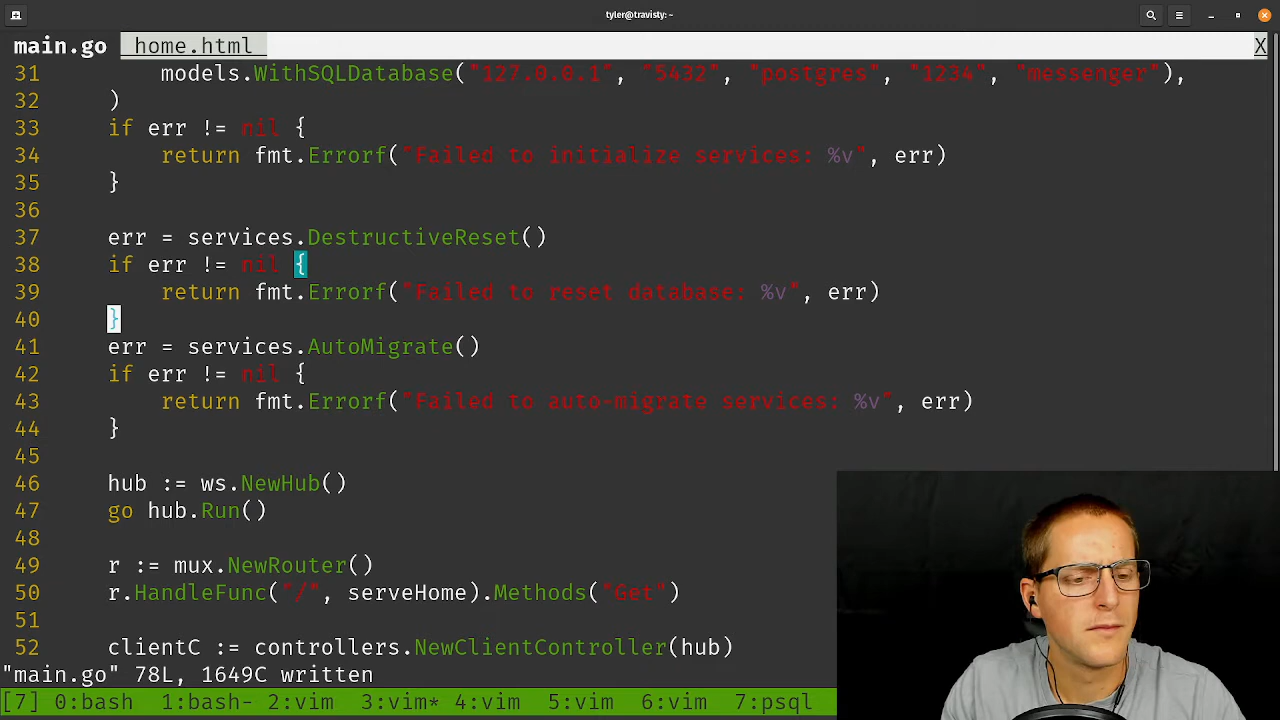 tyler@travisty: ~
main.go home.html X
31 models.WithSQLDatabase("127.0.0.1", "5432", "postgres", "1234", "messenger"),
32 )
33 if err != nil {
34 return fmt.Errorf("Failed to initialize services: %v", err)
35 }
36
37 err = services.DestructiveReset()
38 if err != nil {
39 return fmt.Errorf("Failed to reset database: %v", err)
40 }
41 err = services.AutoMigrate()
42 if err != nil {
43 return fmt.Errorf("Failed to auto-migrate services: %v", err)
44 }
45
46 hub := ws.NewHub()
47 go hub.Run()
48
49 r := mux.NewRouter()
50 r.HandleFunc("/", serveHome).Methods("Get")
51
52 clientC := controllers.NewClientController(hub)
"main.go" 78L, 1649C written
[7] 0:bash 1:bash- 2:vim 3:vim* 4:vim 5:vim 6:vim 7:psql